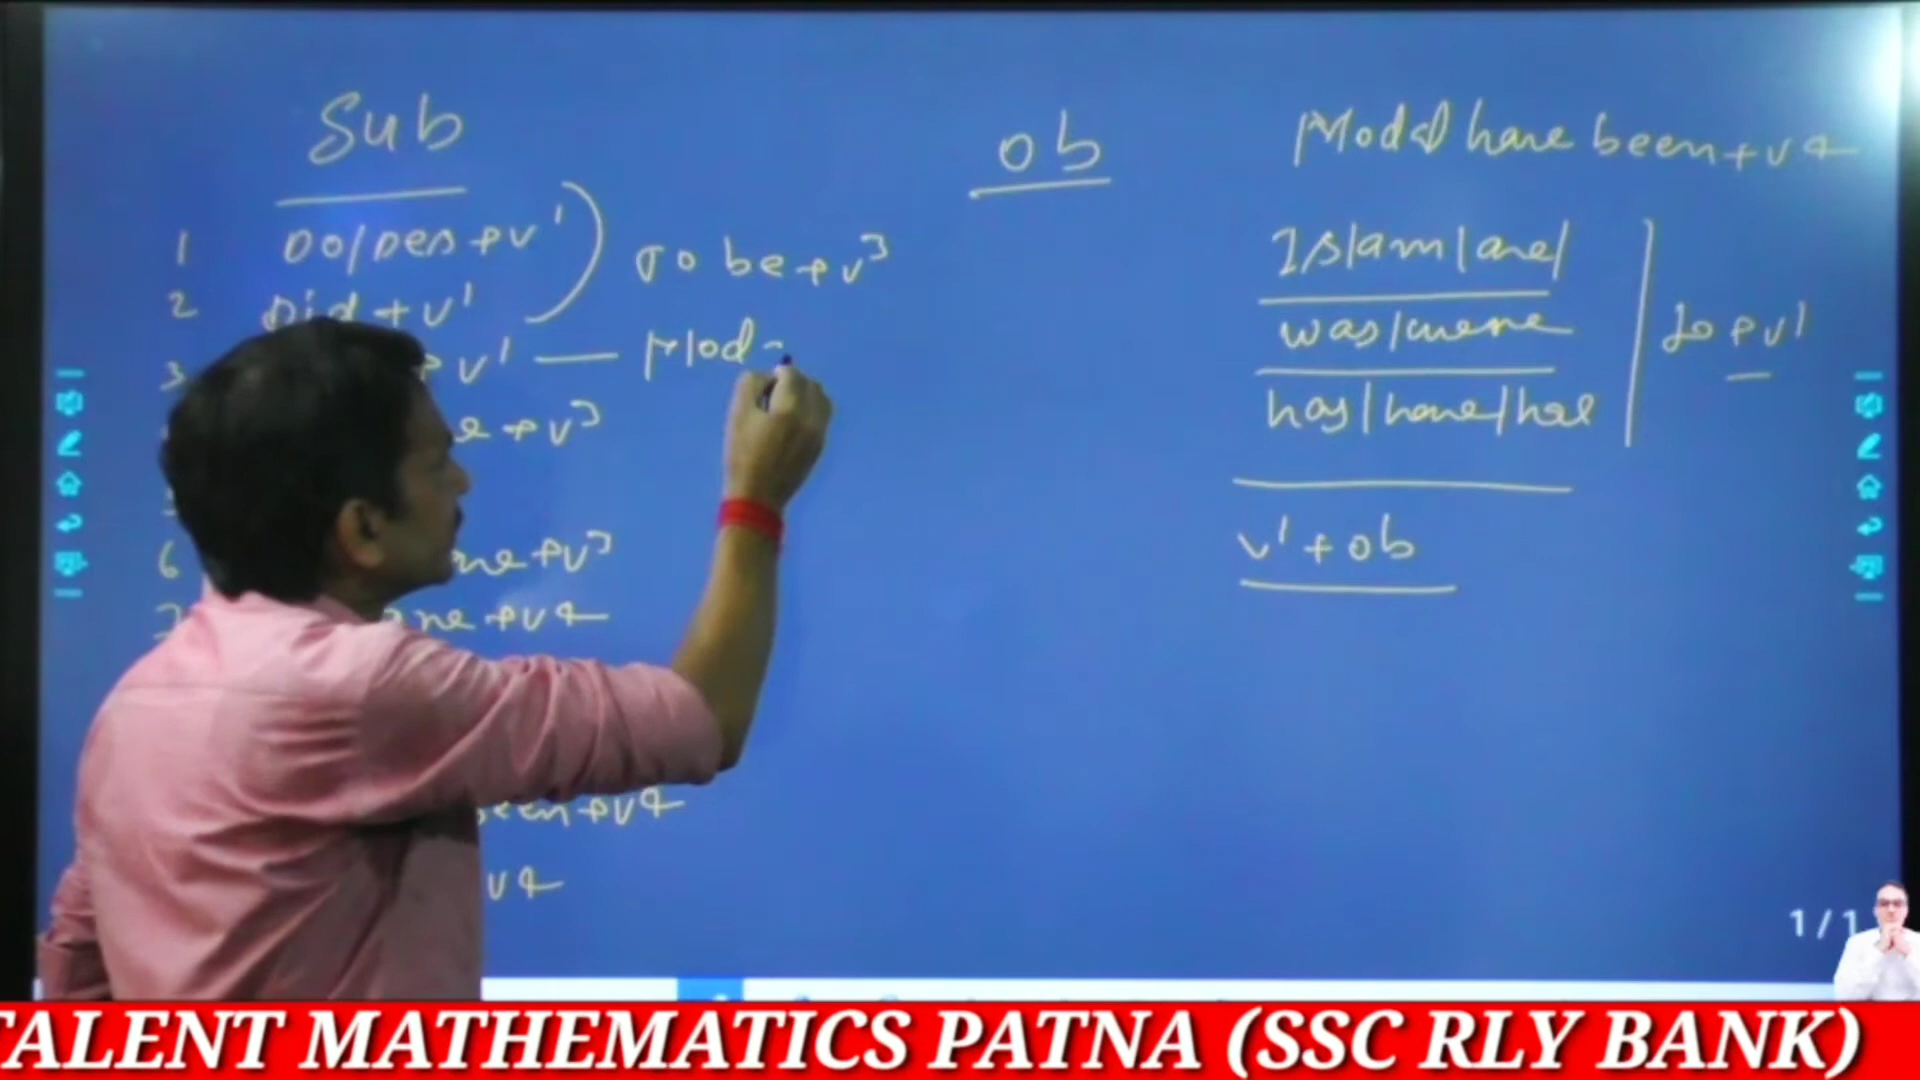 Sub
ob
Modal have been + v4
1 Do/Does + v1
To be + v3
2 Did + v1
3 + v1 — Mod
+ v3
6 + v3
7 + v4
been + v4
v4
Is/am/are/
was/were
has/have/had
to + v1
v1 + ob
1/1
TALENT MATHEMATICS PATNA (SSC RLY BANK)